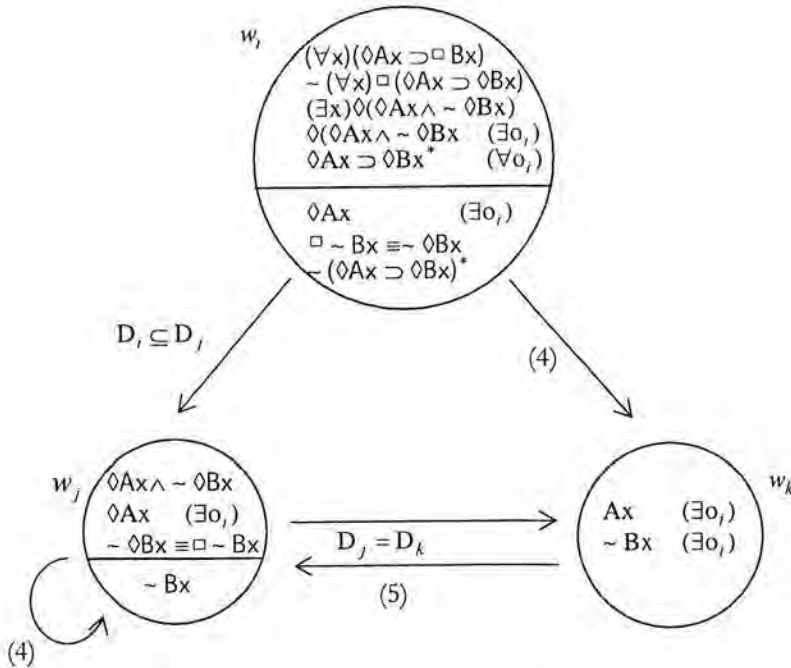 w_i
(∀x)(◊Ax ⊃ □ Bx)
~ (∀x) □ (◊Ax ⊃ ◊Bx)
(∃x)◊(◊Ax ∧ ~ ◊Bx)
◊(◊Ax ∧ ~ ◊Bx (∃o_i)
◊Ax ⊃ ◊Bx* (∀o_i)
◊Ax (∃o_i)
□ ~ Bx ≡~ ◊Bx
~ (◊Ax ⊃ ◊Bx)*
D_i ⊆ D_j
(4)
w_j
◊Ax ∧ ~ ◊Bx
◊Ax (∃o_i)
~ ◊Bx ≡ □ ~ Bx
~ Bx
(4)
D_j = D_k
(5)
w_k
Ax (∃o_i)
~ Bx (∃o_i)